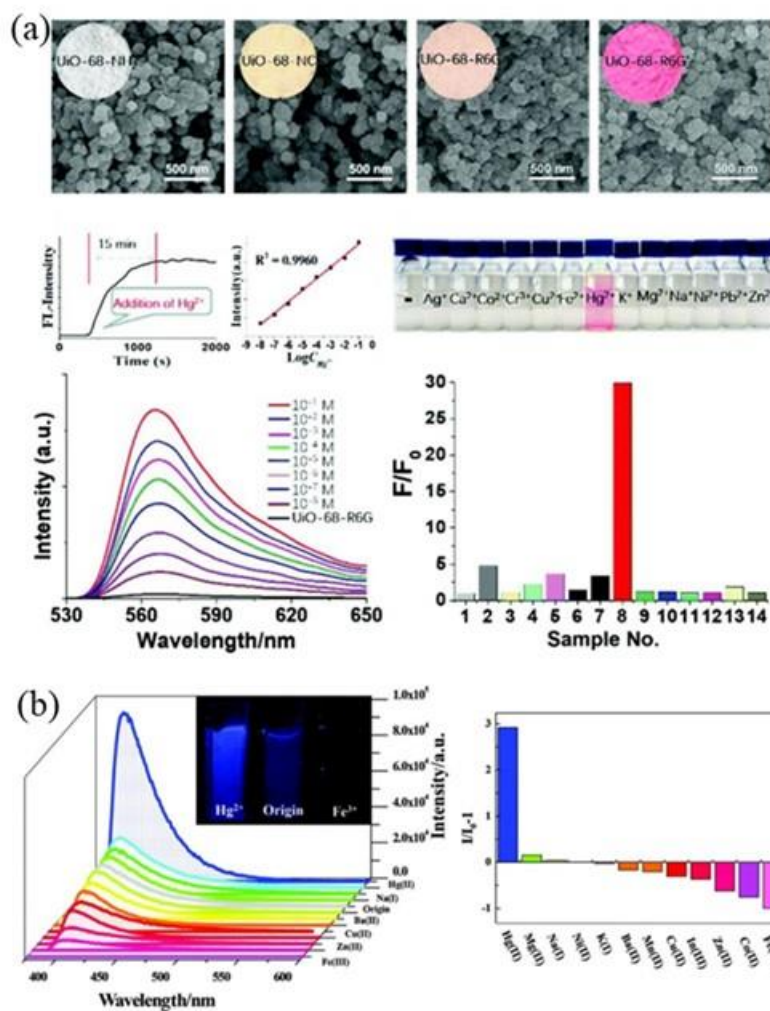 (a)
UiO-68-NH UiO-68-NC UiO-68-R6G UiO-68-R6G'
500 nm 500 nm 500 nm 500 nm
FL-Intensitty
15 min
Addition of Hg²⁺
0 1000 2000
Time (s)
Intensity(a.u.)
R² = 0.9960
-9 -8 -7 -6 -5 -4 -3 -2 -1 0
LogC
- Ag⁺ Ca²⁺ Co²⁺ Cr³⁺ Cu²⁺ Fe²⁺ Hg²⁺ K⁺ Mg²⁺ Na⁺ Ni²⁺ Pb²⁺ Zn²⁺
Intensity (a.u.)
10⁻¹ M
10⁻² M
10⁻³ M
10⁻⁴ M
10⁻⁵ M
10⁻⁶ M
10⁻⁷ M
10⁻⁸ M
UiO-68-R6G
530 560 590 620 650
Wavelength/nm
F/F₀
30
25
20
15
10
5
0
1 2 3 4 5 6 7 8 9 10 11 12 13 14
Sample No.
(b)
Hg²⁺ Origin Fe³⁺
1.0x10⁵
8.0x10⁴
6.0x10⁴
4.0x10⁴
2.0x10⁴
0.0
Intensity/a.u.
Hg(II)
Na(I)
Origin
Ba(II)
Cu(II)
Zn(II)
Fe(III)
400 450 500 550 600
Wavelength/nm
I/I₀-1
3
2
1
0
-1
Hg(II) Mg(II) Na(I) Ni(II) K(I) Ba(II) Mn(II) Cu(II) In(III) Zn(II) Co(II)